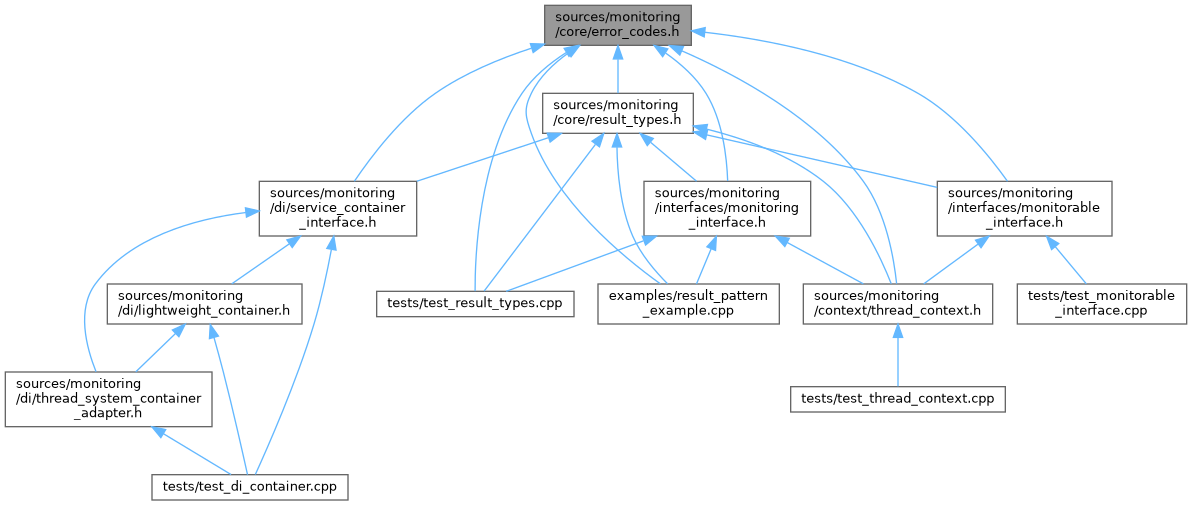 sources/monitoring
/core/error_codes.h
sources/monitoring
/core/result_types.h
sources/monitoring
/di/service_container
_interface.h
sources/monitoring
/interfaces/monitoring
_interface.h
sources/monitoring
/interfaces/monitorable
_interface.h
sources/monitoring
/di/lightweight_container.h
tests/test_result_types.cpp
examples/result_pattern
_example.cpp
sources/monitoring
/context/thread_context.h
tests/test_monitorable
_interface.cpp
sources/monitoring
/di/thread_system_container
_adapter.h
tests/test_thread_context.cpp
tests/test_di_container.cpp